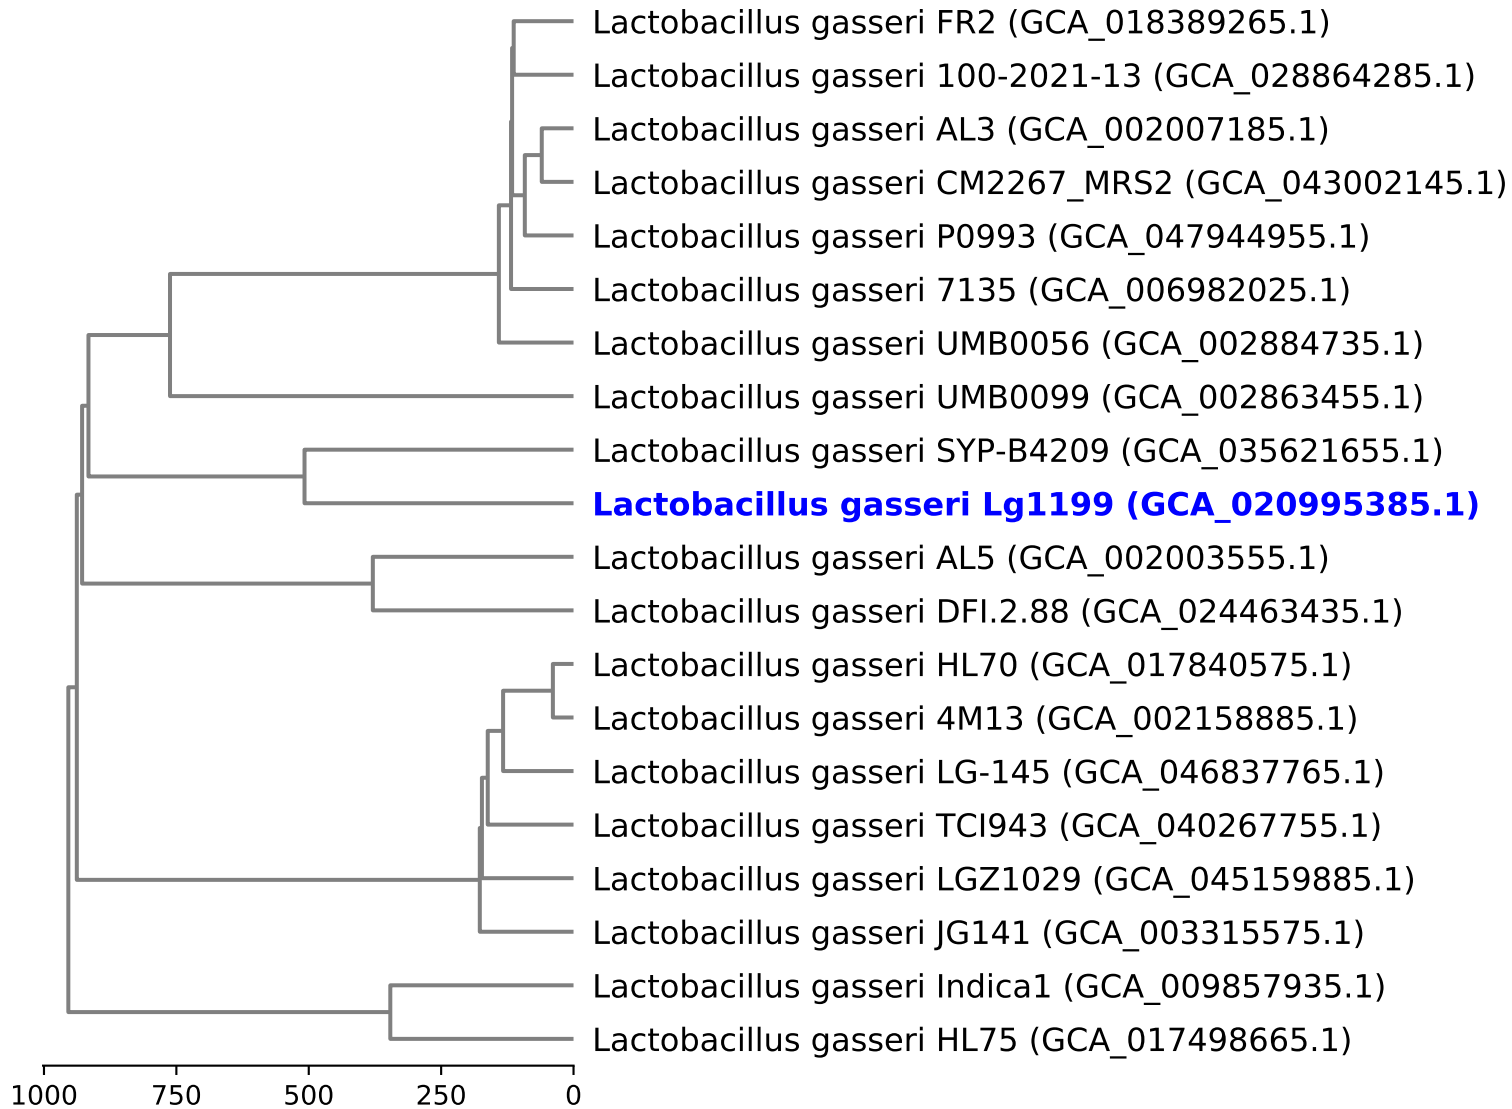 Lactobacillus gasseri FR2 (GCA_018389265.1)
Lactobacillus gasseri 100-2021-13 (GCA_028864285.1)
Lactobacillus gasseri AL3 (GCA_002007185.1)
Lactobacillus gasseri CM2267_MRS2 (GCA_043002145.1)
Lactobacillus gasseri P0993 (GCA_047944955.1)
Lactobacillus gasseri 7135 (GCA_006982025.1)
Lactobacillus gasseri UMB0056 (GCA_002884735.1)
Lactobacillus gasseri UMB0099 (GCA_002863455.1)
Lactobacillus gasseri SYP-B4209 (GCA_035621655.1)
Lactobacillus gasseri Lg1199 (GCA_020995385.1)
Lactobacillus gasseri AL5 (GCA_002003555.1)
Lactobacillus gasseri DFI.2.88 (GCA_024463435.1)
Lactobacillus gasseri HL70 (GCA_017840575.1)
Lactobacillus gasseri 4M13 (GCA_002158885.1)
Lactobacillus gasseri LG-145 (GCA_046837765.1)
Lactobacillus gasseri TCI943 (GCA_040267755.1)
Lactobacillus gasseri LGZ1029 (GCA_045159885.1)
Lactobacillus gasseri JG141 (GCA_003315575.1)
Lactobacillus gasseri Indica1 (GCA_009857935.1)
Lactobacillus gasseri HL75 (GCA_017498665.1)
1000 750 500 250 0